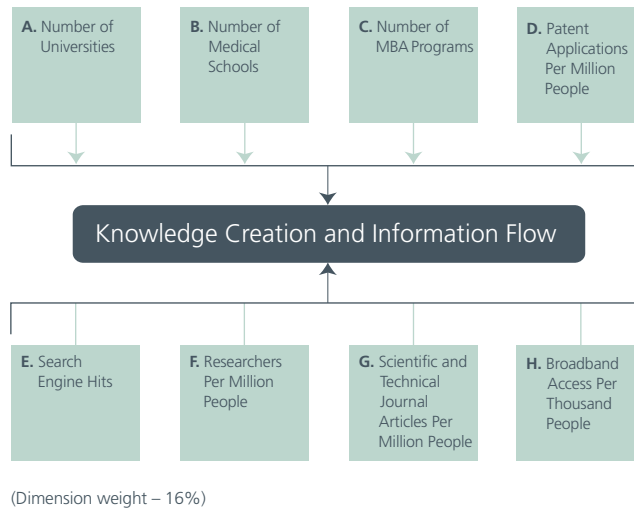 A. Number of
Universities
B. Number of
Medical
Schools
C. Number of
MBA Programs
D. Patent
Applications
Per Million
People
Knowledge Creation and Information Flow
E. Search
Engine Hits
F. Researchers
Per Million
People
G. Scientific and
Technical
Journal
Articles Per
Million People
H. Broadband
Access Per
Thousand
People
(Dimension weight – 16%)